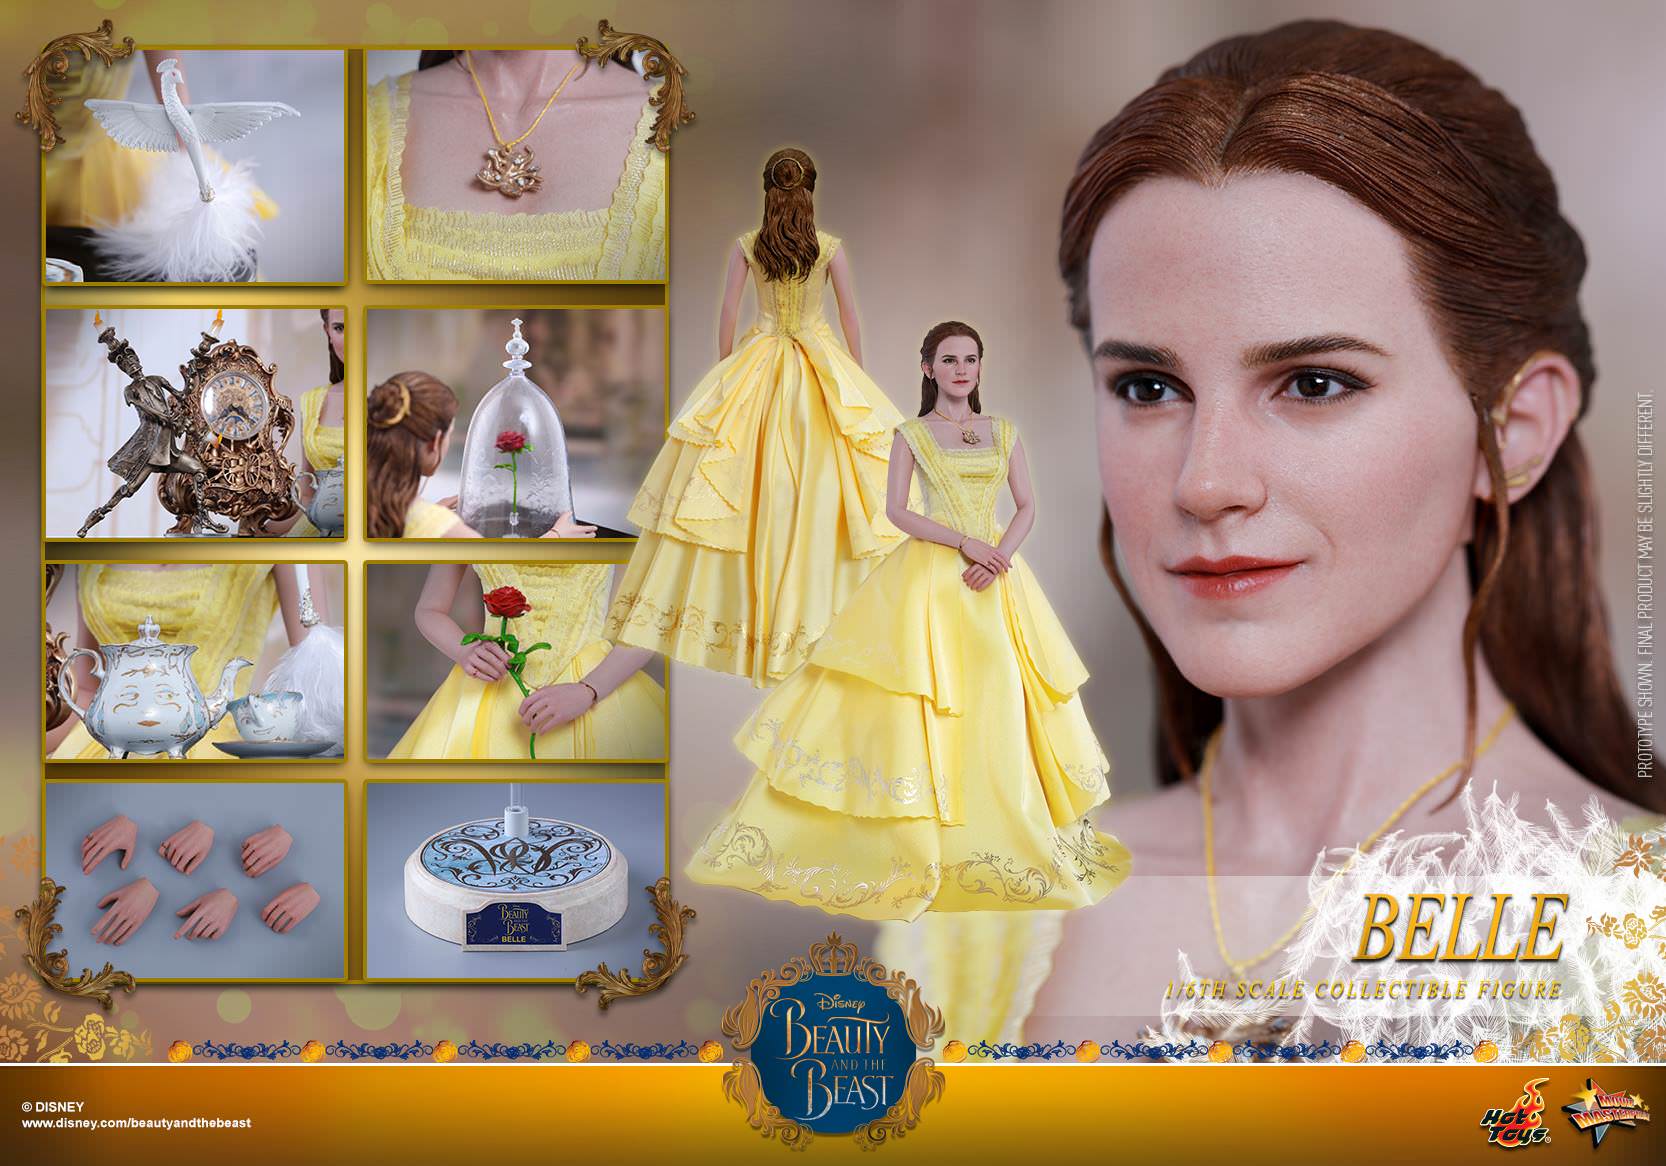 PROTOTYPE SHOWN. FINAL PRODUCT MAY BE SLIGHTLY DIFFERENT.
Disney
BEAUTY
AND THE
BEAST
BELLE
BELLE
1/6TH SCALE COLLECTIBLE FIGURE
Disney
BEAUTY
AND THE
BEAST
© DISNEY
www.disney.com/beautyandthebeast
Hot
Toys®
MOVIE
MASTERPIECE